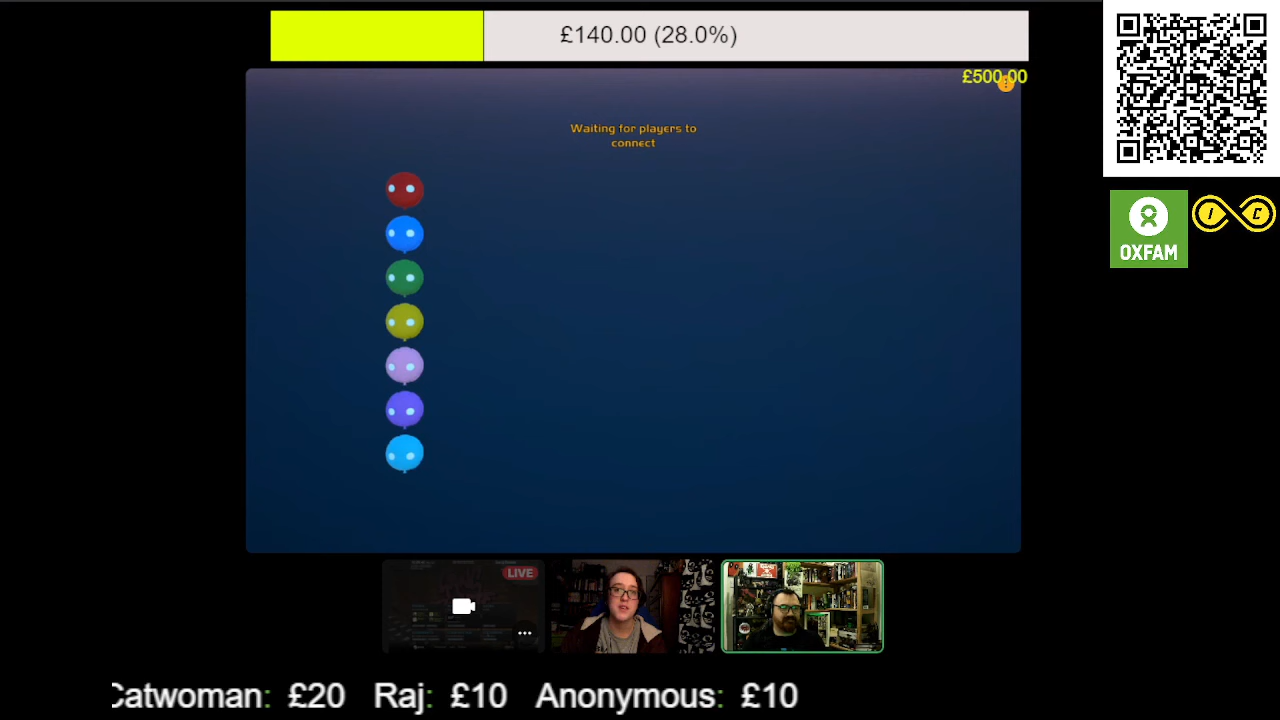 £140.00 (28.0%)
£500.00
Waiting for players to
connect
OXFAM
I C
LIVE
Catwoman: £20 Raj: £10 Anonymous: £10